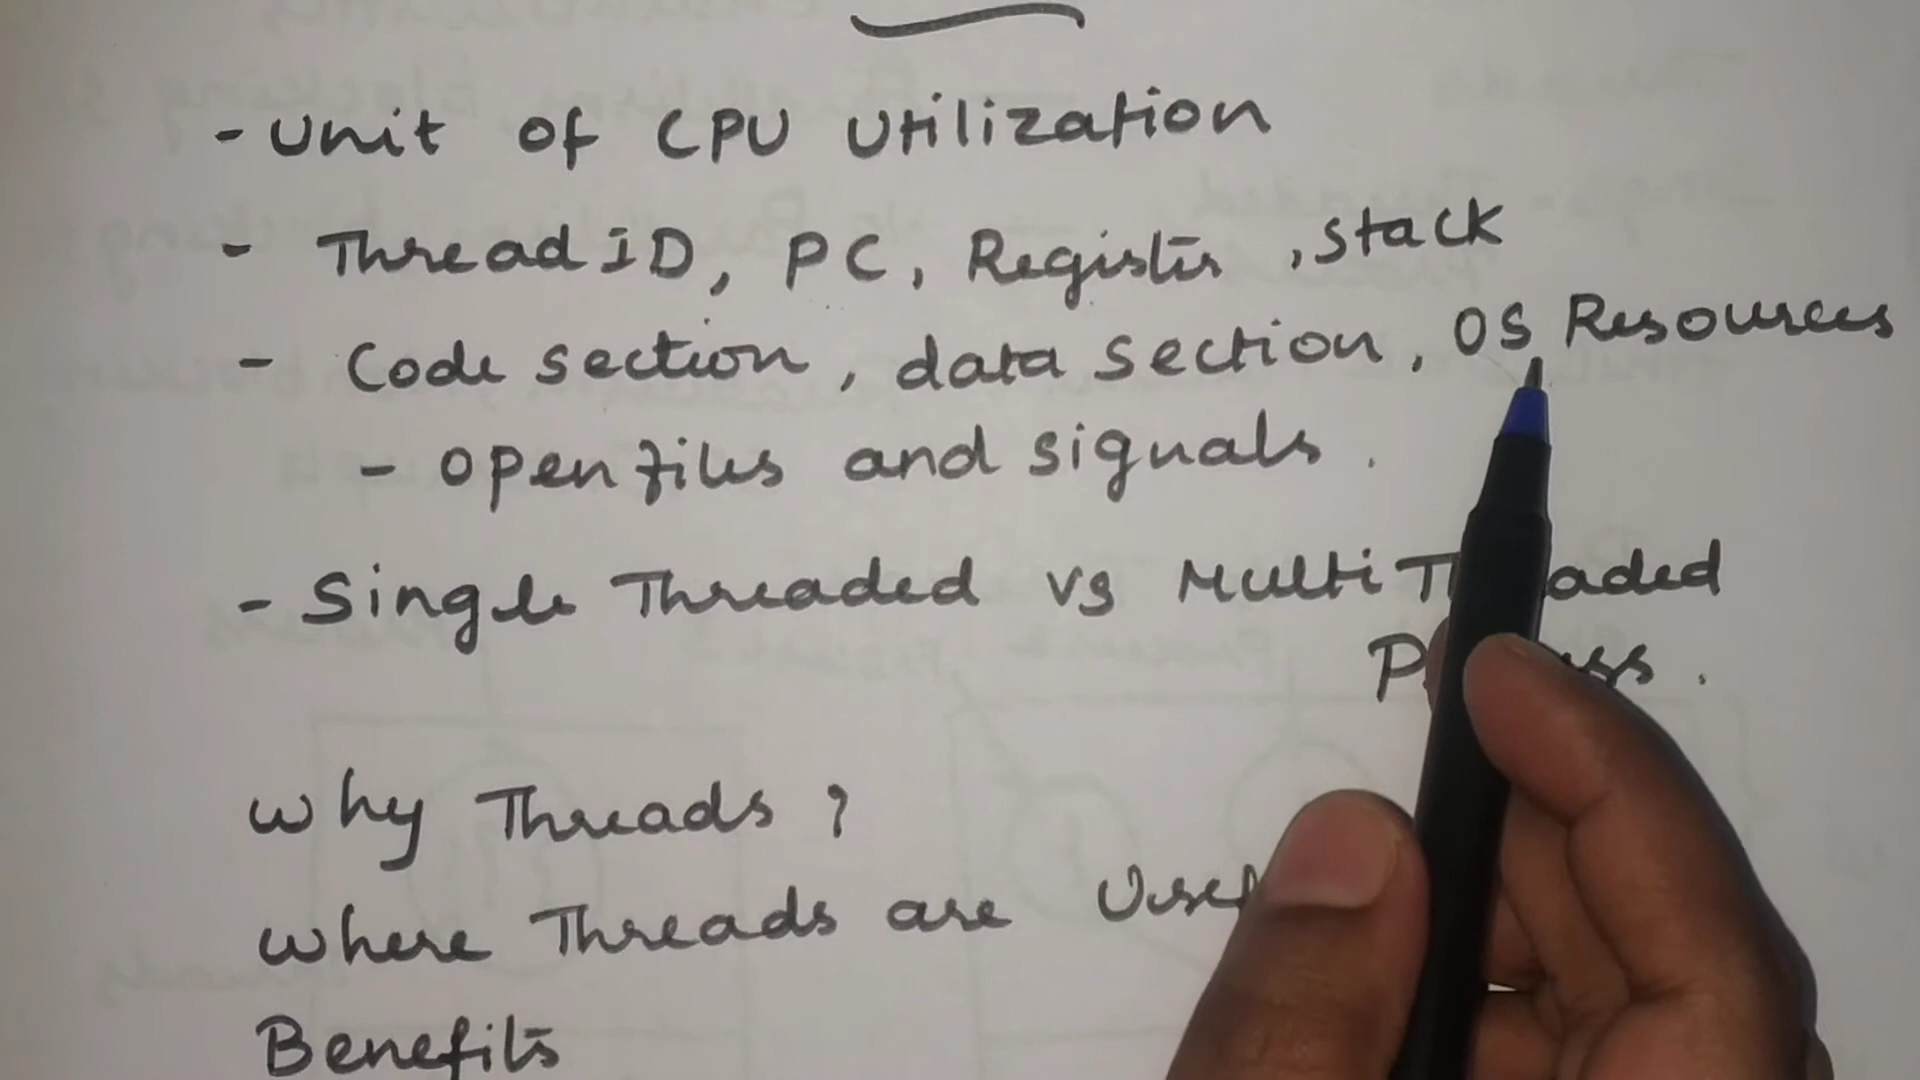 - Unit of CPU Utilization
- Thread ID, PC, Register, Stack
- Code section, data section, OS Resources
- open files and signals.
- Single Threaded vs Multi
Why Threads?
Where Threads are
Benefits